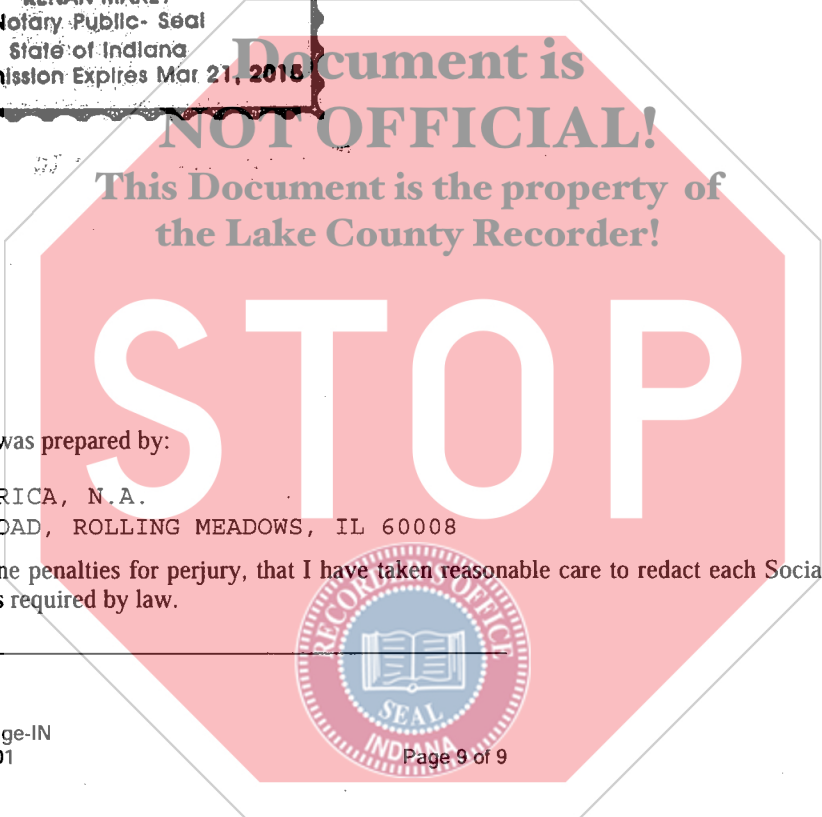 Notary Public- Seal
State of Indiana
ission Expires Mar 21, 2015
Document is
NOT OFFICIAL!
This Document is the property of
the Lake County Recorder!
STOP
was prepared by:
RICA, N.A.
OAD, ROLLING MEADOWS, IL 60008
ne penalties for perjury, that I have taken reasonable care to redact each Socia
s required by law.
RECORDER'S OFFICE
SEAL
INDIANA
ge-IN
01
Page 9 of 9